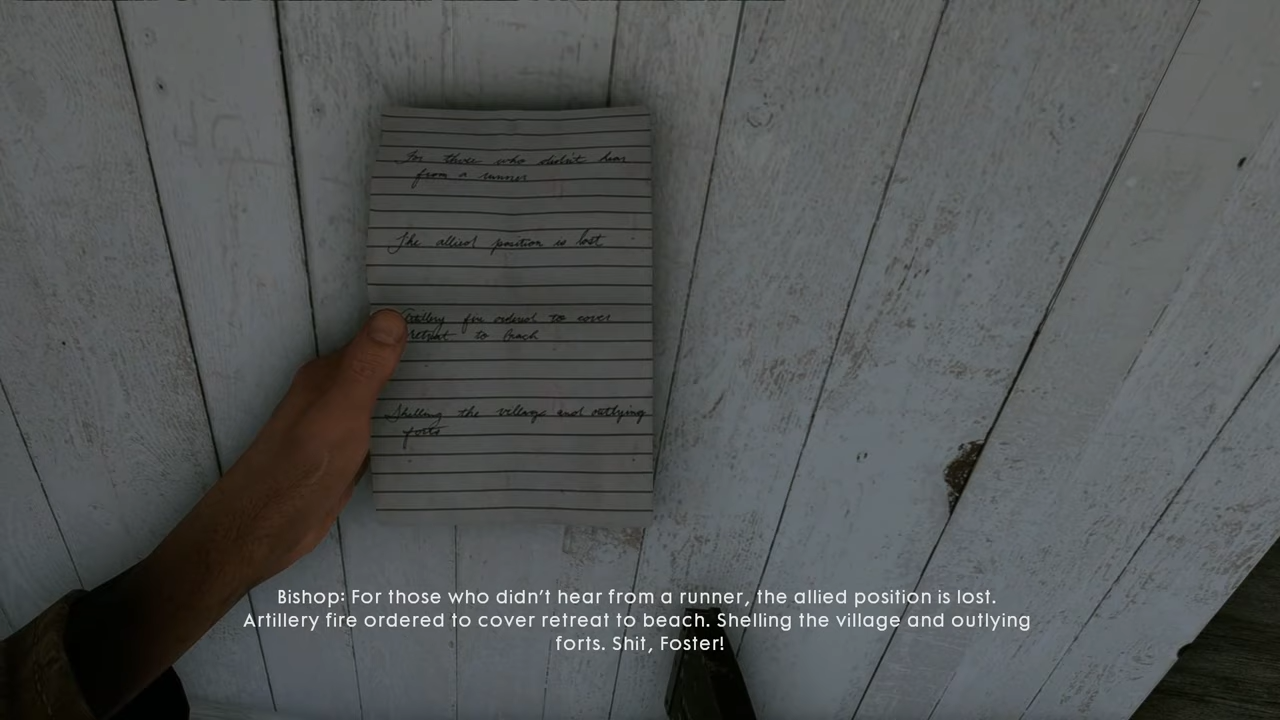 For those who didn't hear
from a runner
The allied position is lost
Artillery fire ordered to cover
retreat to beach
Shelling the village and outlying
forts
Bishop: For those who didn't hear from a runner, the allied position is lost.
Artillery fire ordered to cover retreat to beach. Shelling the village and outlying
forts. Shit, Foster!